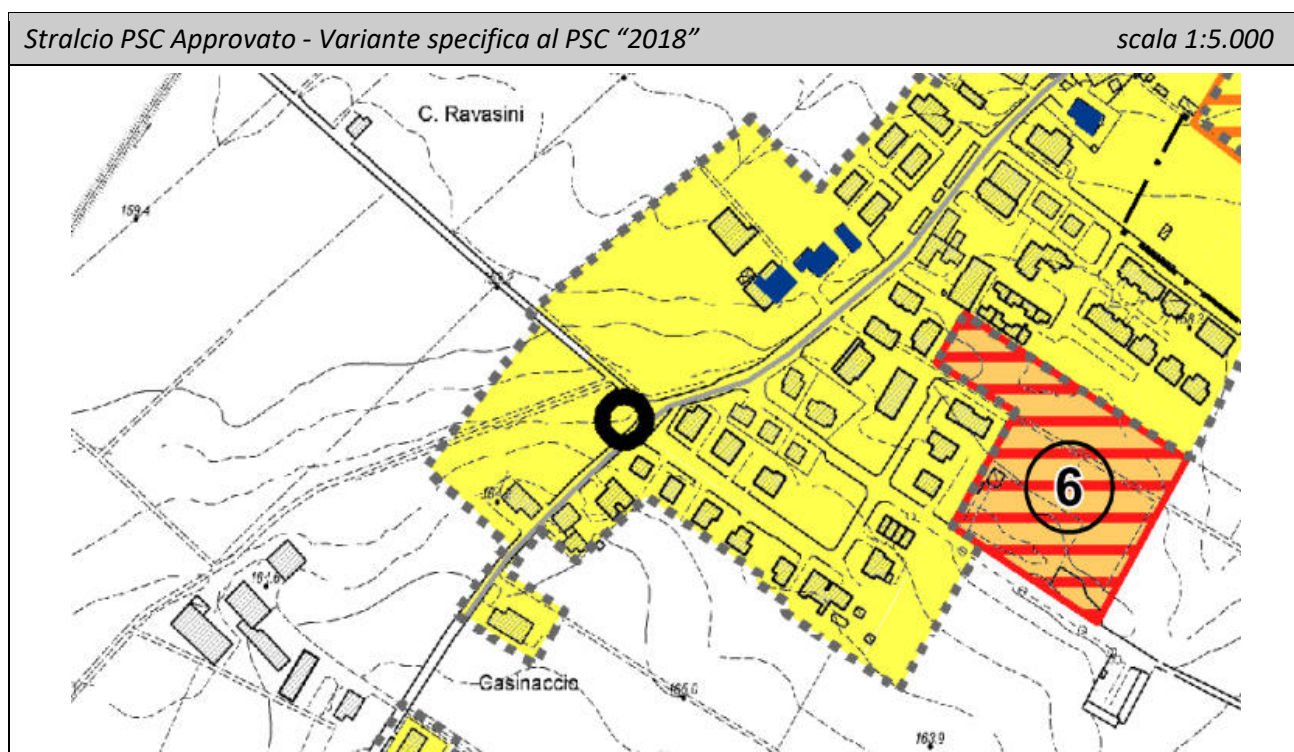 Stralcio PSC Approvato - Variante specifica al PSC “2018” scala 1:5.000
C. Ravasini
159.4
6
Casinaccio
165.0
163.9